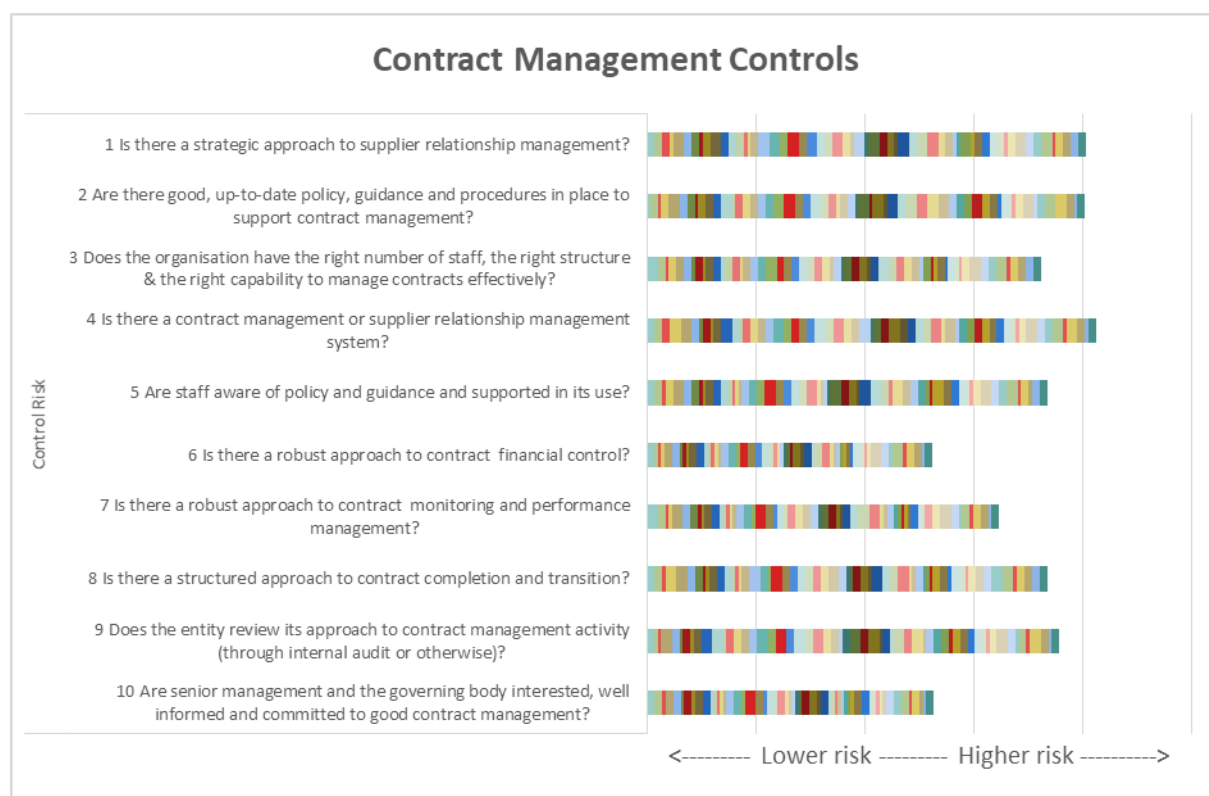 Contract Management Controls
1 Is there a strategic approach to supplier relationship management?
2 Are there good, up-to-date policy, guidance and procedures in place to
support contract management?
3 Does the organisation have the right number of staff, the right structure
& the right capability to manage contracts effectively?
4 Is there a contract management or supplier relationship management
system?
5 Are staff aware of policy and guidance and supported in its use?
6 Is there a robust approach to contract financial control?
7 Is there a robust approach to contract monitoring and performance
management?
8 Is there a structured approach to contract completion and transition?
9 Does the entity review its approach to contract management activity
(through internal audit or otherwise)?
10 Are senior management and the governing body interested, well
informed and committed to good contract management?
Control Risk
<--------- Lower risk --------- Higher risk ---------->